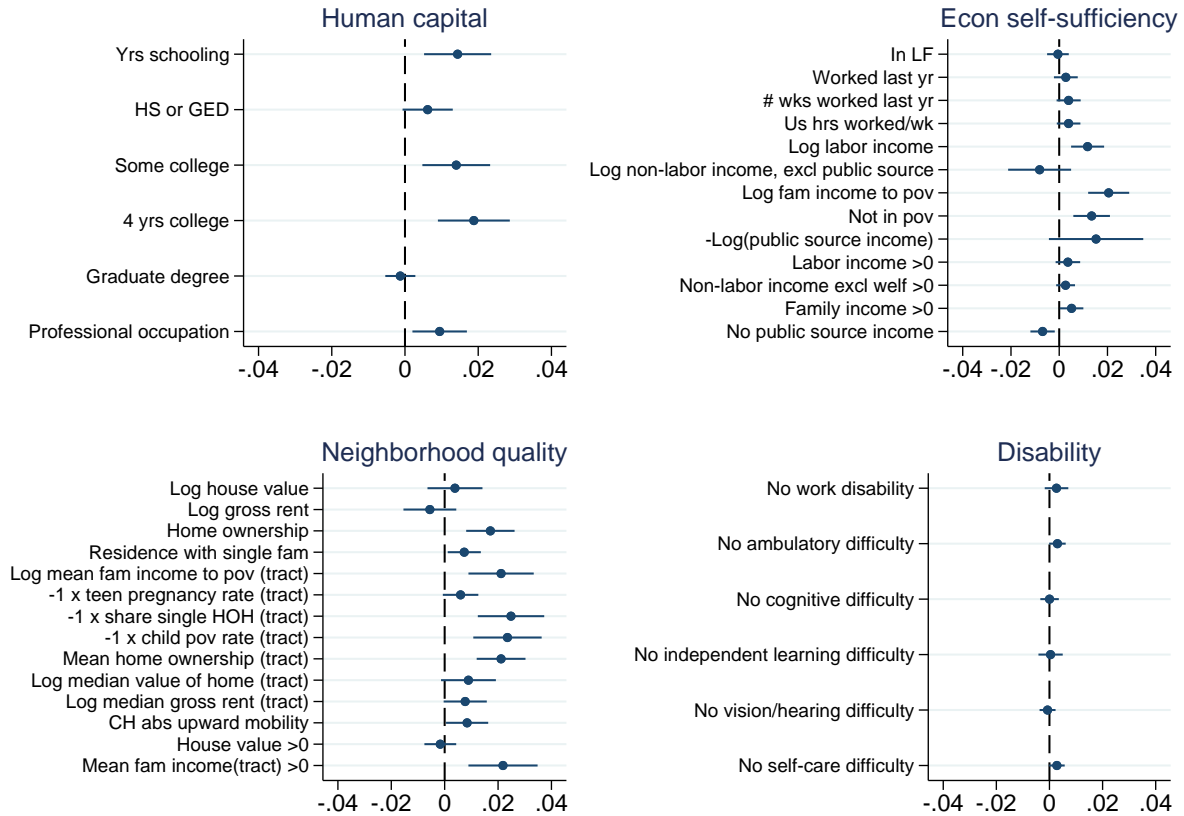 Human capital
Yrs schooling
HS or GED
Some college
4 yrs college
Graduate degree
Professional occupation
-.04 -.02 0 .02 .04
Econ self-sufficiency
In LF
Worked last yr
# wks worked last yr
Us hrs worked/wk
Log labor income
Log non-labor income, excl public source
Log fam income to pov
Not in pov
-Log(public source income)
Labor income >0
Non-labor income excl welf >0
Family income >0
No public source income
-.04 -.02 0 .02 .04
Neighborhood quality
Log house value
Log gross rent
Home ownership
Residence with single fam
Log mean fam income to pov (tract)
-1 x teen pregnancy rate (tract)
-1 x share single HOH (tract)
-1 x child pov rate (tract)
Mean home ownership (tract)
Log median value of home (tract)
Log median gross rent (tract)
CH abs upward mobility
House value >0
Mean fam income(tract) >0
-.04 -.02 0 .02 .04
Disability
No work disability
No ambulatory difficulty
No cognitive difficulty
No independent learning difficulty
No vision/hearing difficulty
No self-care difficulty
-.04 -.02 0 .02 .04